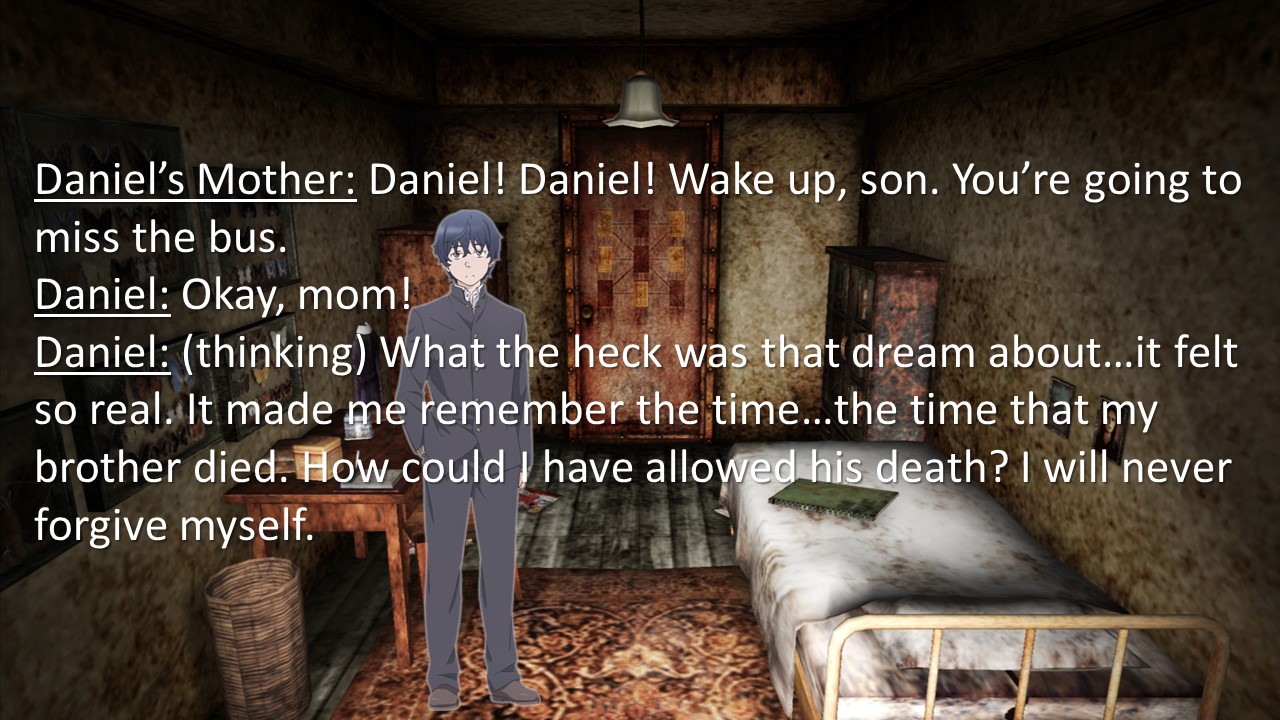 Daniel’s Mother: Daniel! Daniel! Wake up, son. You’re going to
miss the bus.
Daniel: Okay, mom!
Daniel: (thinking) What the heck was that dream about…it felt
so real. It made me remember the time…the time that my
brother died. How could I have allowed his death? I will never
forgive myself.